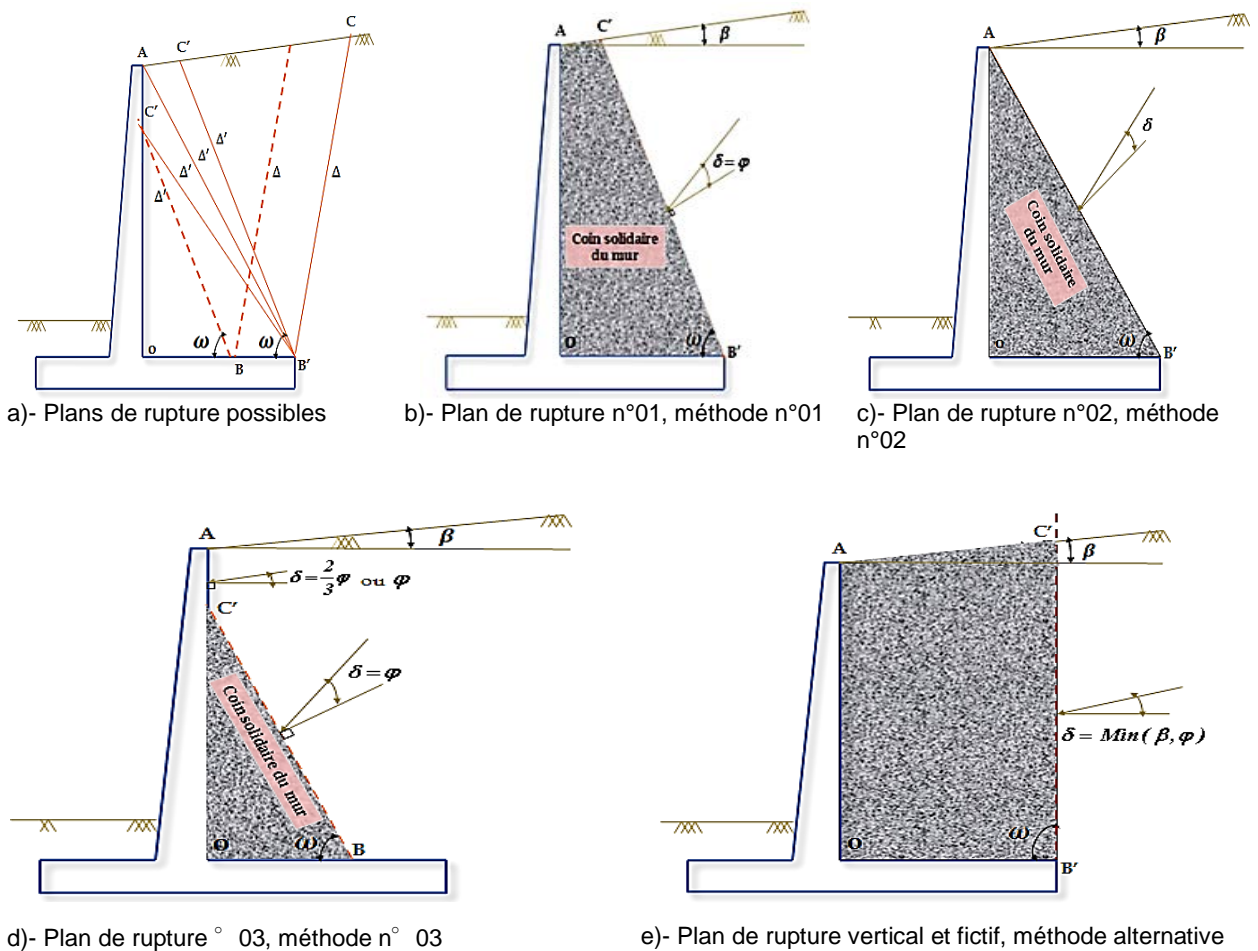 C
A
C'
C'
Δ'
Δ'
Δ'
Δ'
Δ
Δ
ω
ω
O
B
B'
a)- Plans de rupture possibles
A
C'
β
δ=φ
Coin solidaire
du mur
ω
O
B'
b)- Plan de rupture n°01, méthode n°01
A
β
δ
Coin solidaire
du mur
ω
O
B'
c)- Plan de rupture n°02, méthode
n°02
A
β
δ=2/3φ ou φ
C'
δ=φ
Coin solidaire du mur
ω
O
B
d)- Plan de rupture ° 03, méthode n° 03
A
C'
β
δ= Min(β,φ)
ω
O
B'
e)- Plan de rupture vertical et fictif, méthode alternative